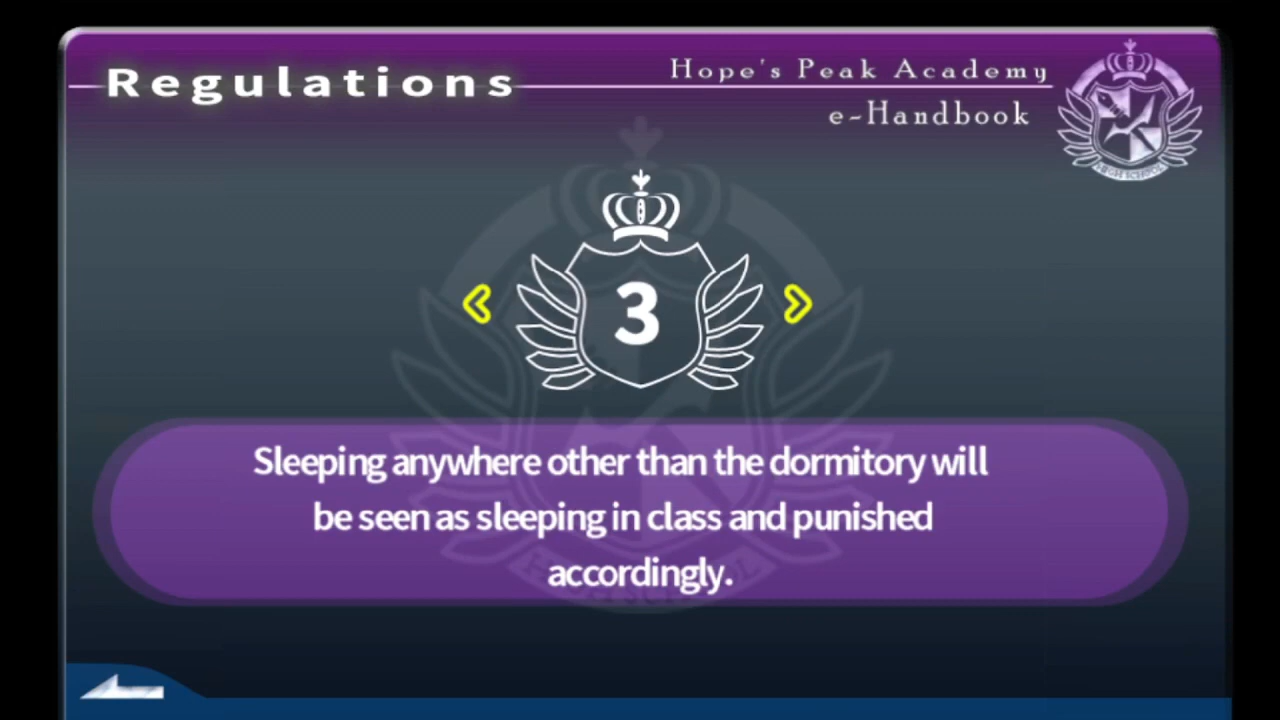 Regulations
Hope's Peak Academy
e-Handbook
3
Sleeping anywhere other than the dormitory will
be seen as sleeping in class and punished
accordingly.